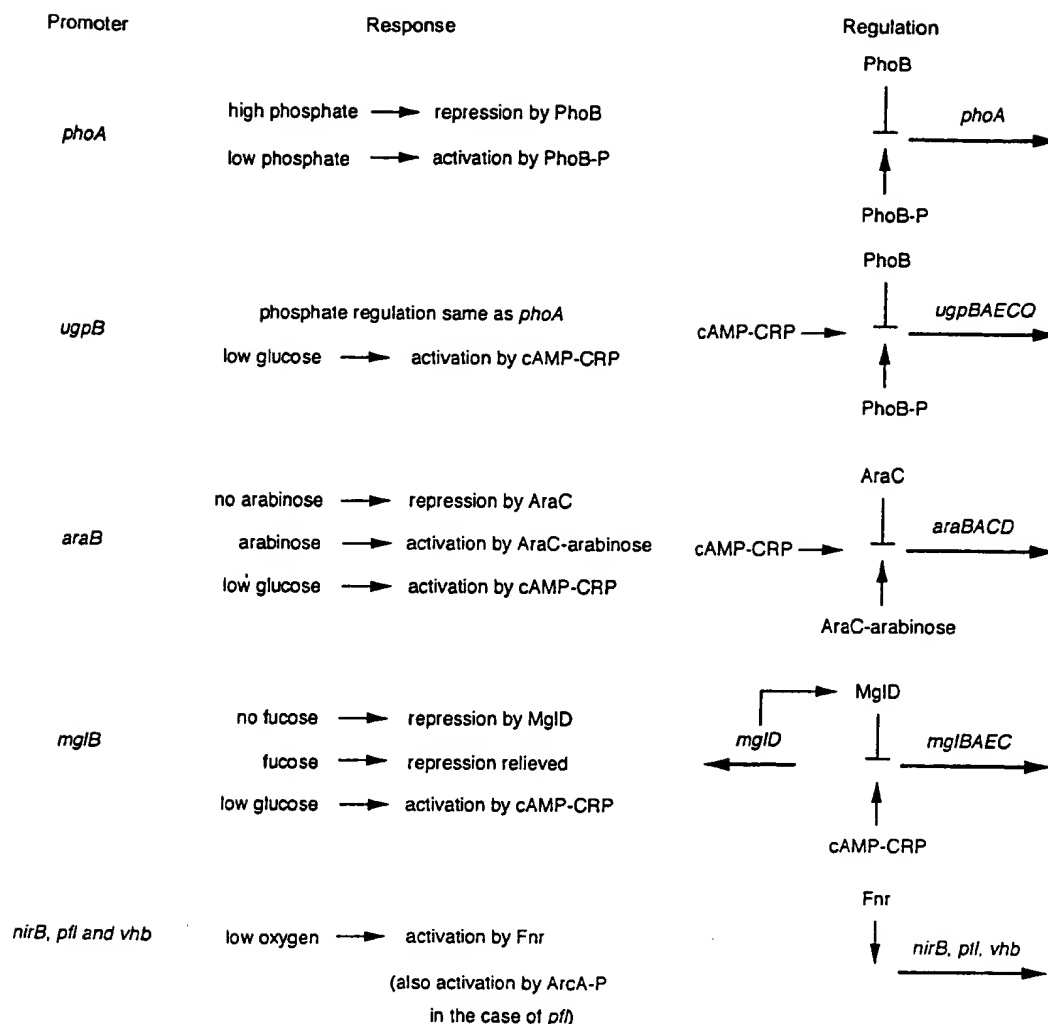 Promoter Response Regulation
PhoB
high phosphate → repression by PhoB
phoA
phoA
low phosphate → activation by PhoB-P
PhoB-P
PhoB
phosphate regulation same as phoA
ugpB
ugpBAECQ
cAMP-CRP
low glucose → activation by cAMP-CRP
PhoB-P
AraC
no arabinose → repression by AraC
araB
araBACD
arabinose → activation by AraC-arabinose
cAMP-CRP
low glucose → activation by cAMP-CRP
AraC-arabinose
MglD
no fucose → repression by MglD
mglB
mglD
mglBAEC
fucose → repression relieved
low glucose → activation by cAMP-CRP
cAMP-CRP
Fnr
nirB, pfl and vhb
low oxygen → activation by Fnr
nirB, pfl, vhb
(also activation by ArcA-P
in the case of pfl)